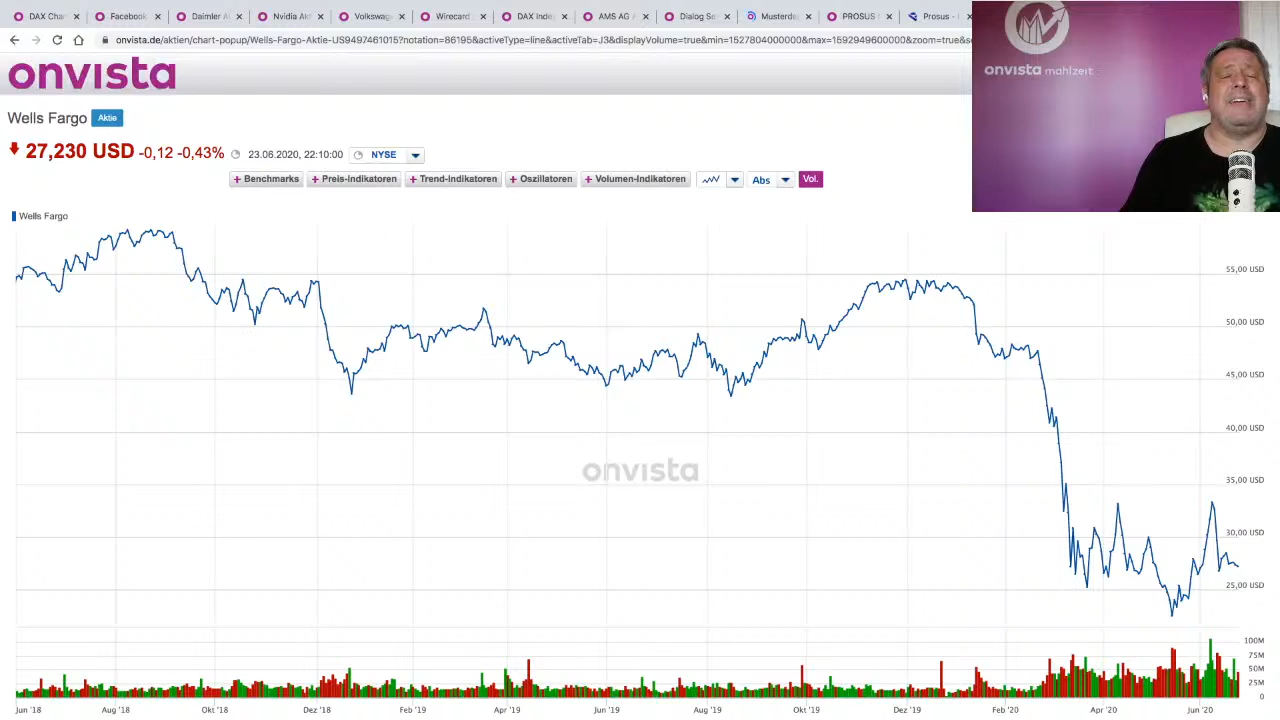 DAX Char
Facebook
Daimler A
Nvidia Ak
Volkswag
Wirecard
DAX Inde
AMS AG
Dialog Se
Musterde
PROSUS
Prosus -
onvista.de/aktien/chart-popup/Wells-Fargo-Aktie-US9497461015?notation=86195&activeType=line&activeTab=J3&displayVolume=true&min=1527804000000&max=1592949600000&zoom=true&s
onvista
onvista mahlzeit
Wells Fargo Aktie
27,230 USD -0,12 -0,43% 23.06.2020, 22:10:00 NYSE
+ Benchmarks + Preis-Indikatoren + Trend-Indikatoren + Oszillatoren + Volumen-Indikatoren Abs Vol.
Wells Fargo
55,00 USD
50,00 USD
45,00 USD
40,00 USD
onvista
35,00 USD
30,00 USD
25,00 USD
100M
75M
50M
25M
0
Jun '18 Aug '18 Okt '18 Dez '18 Feb '19 Apr '19 Jun '19 Aug '19 Okt '19 Dez '19 Feb '20 Apr '20 Jun '20